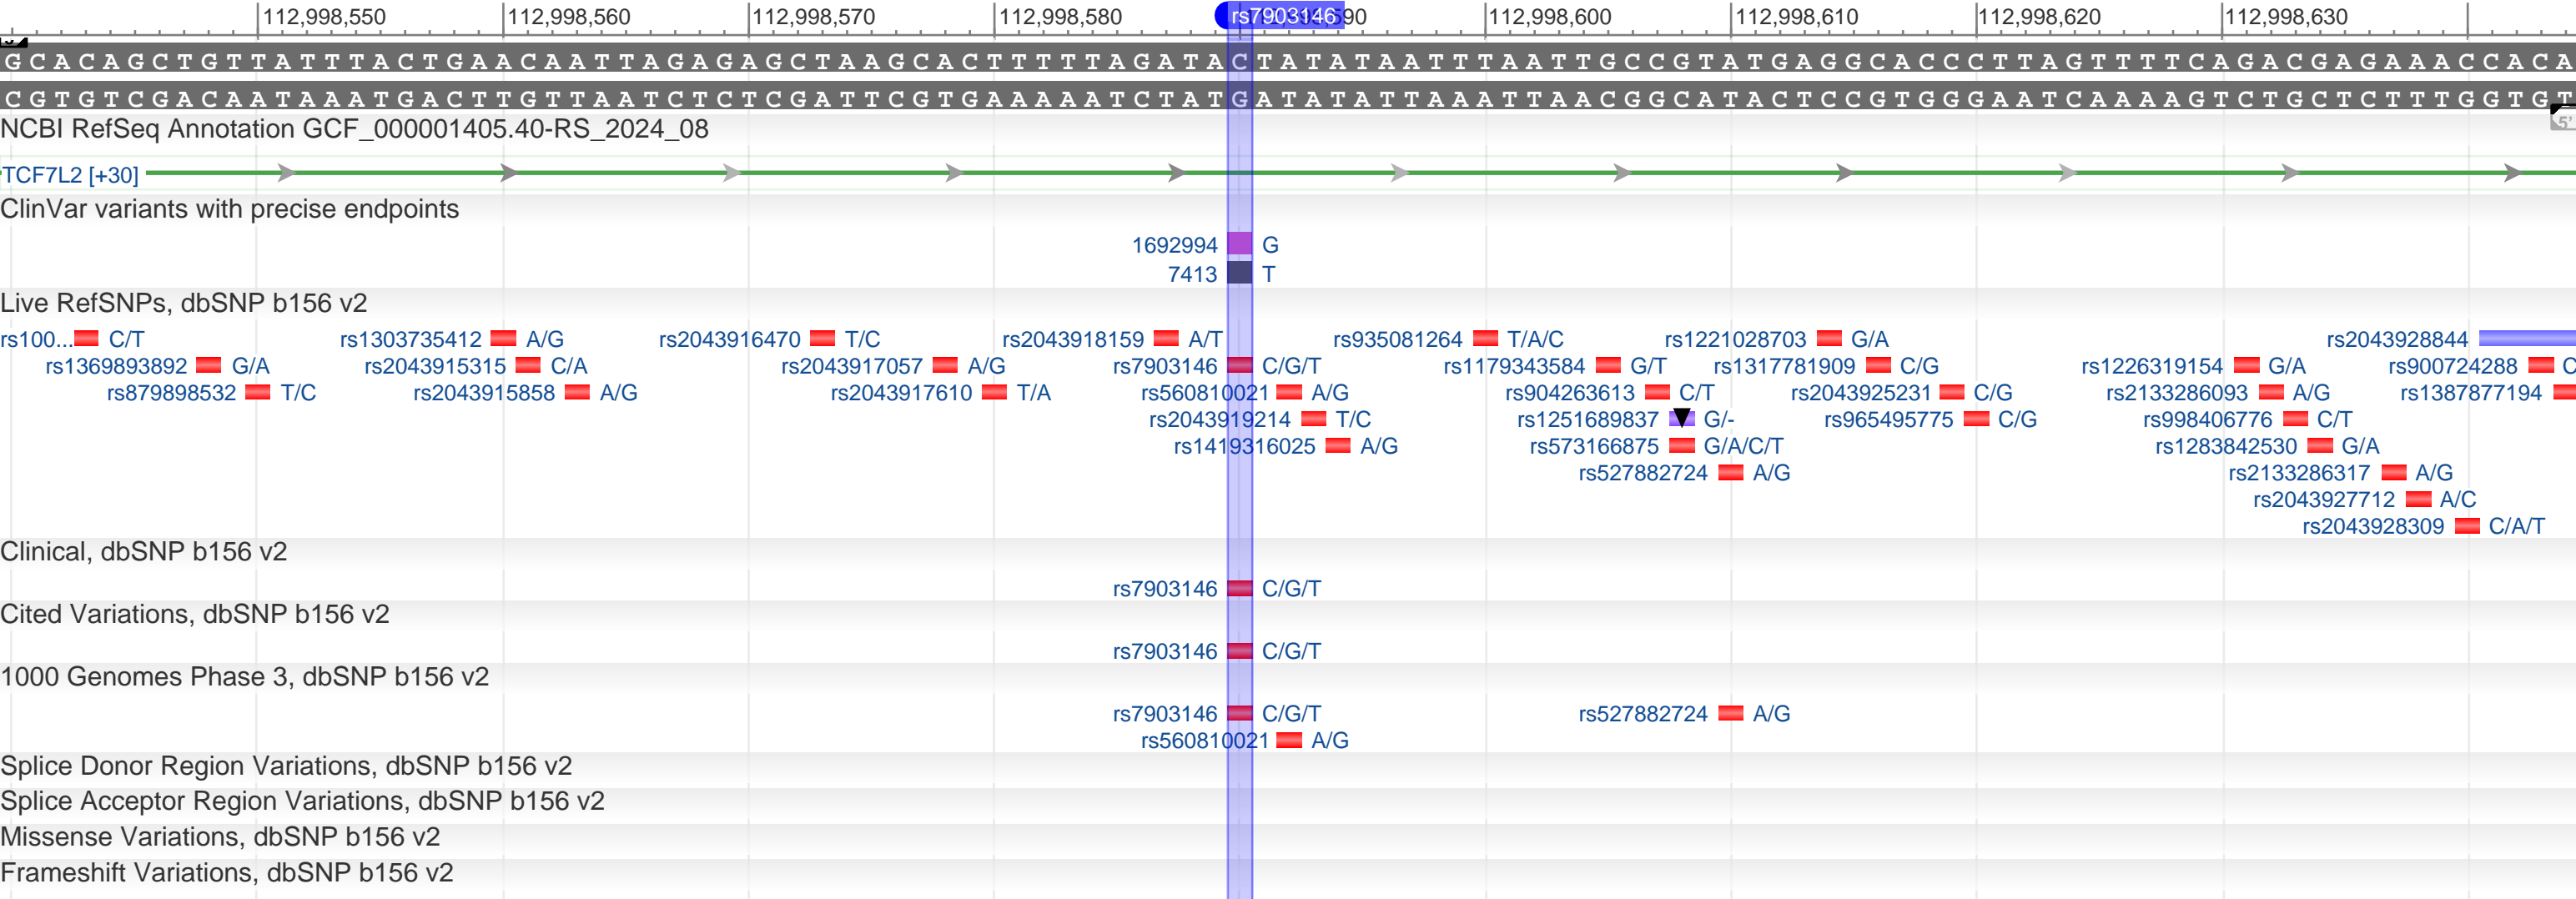 112,998,550 112,998,560 112,998,570 112,998,580 rs7903146 90 112,998,600 112,998,610 112,998,620 112,998,630
GCACAGCTGTTATTTACTGAACAATTAGAGAGCTAAGCACTTTTTAGATACTATATAATTTAATTGCCGTATGAGGCACCCTTAGTTTTCAGACGAGAAACCACA
CGTGTCGACAATAAATGACTTGTTAATCTCTCGATTCGTGAAAAATCTATGATATATTAAATTAACGGCATACTCCGTGGGAATCAAAAGTCTGCTCTTTGGTGT
NCBI RefSeq Annotation GCF_000001405.40-RS_2024_08
5'
TCF7L2 [+30]
ClinVar variants with precise endpoints
1692994 G
7413 T
Live RefSNPs, dbSNP b156 v2
rs100... C/T rs1303735412 A/G rs2043916470 T/C rs2043918159 A/T rs935081264 T/A/C rs1221028703 G/A rs2043928844
rs1369893892 G/A rs2043915315 C/A rs2043917057 A/G rs7903146 C/G/T rs1179343584 G/T rs1317781909 C/G rs1226319154 G/A rs900724288 C
rs879898532 T/C rs2043915858 A/G rs2043917610 T/A rs560810021 A/G rs904263613 C/T rs2043925231 C/G rs2133286093 A/G rs1387877194
rs2043919214 T/C rs1251689837 G/- rs965495775 C/G rs998406776 C/T
rs1419316025 A/G rs573166875 G/A/C/T rs1283842530 G/A
rs527882724 A/G rs2133286317 A/G
rs2043927712 A/C
rs2043928309 C/A/T
Clinical, dbSNP b156 v2
rs7903146 C/G/T
Cited Variations, dbSNP b156 v2
rs7903146 C/G/T
1000 Genomes Phase 3, dbSNP b156 v2
rs7903146 C/G/T rs527882724 A/G
rs560810021 A/G
Splice Donor Region Variations, dbSNP b156 v2
Splice Acceptor Region Variations, dbSNP b156 v2
Missense Variations, dbSNP b156 v2
Frameshift Variations, dbSNP b156 v2